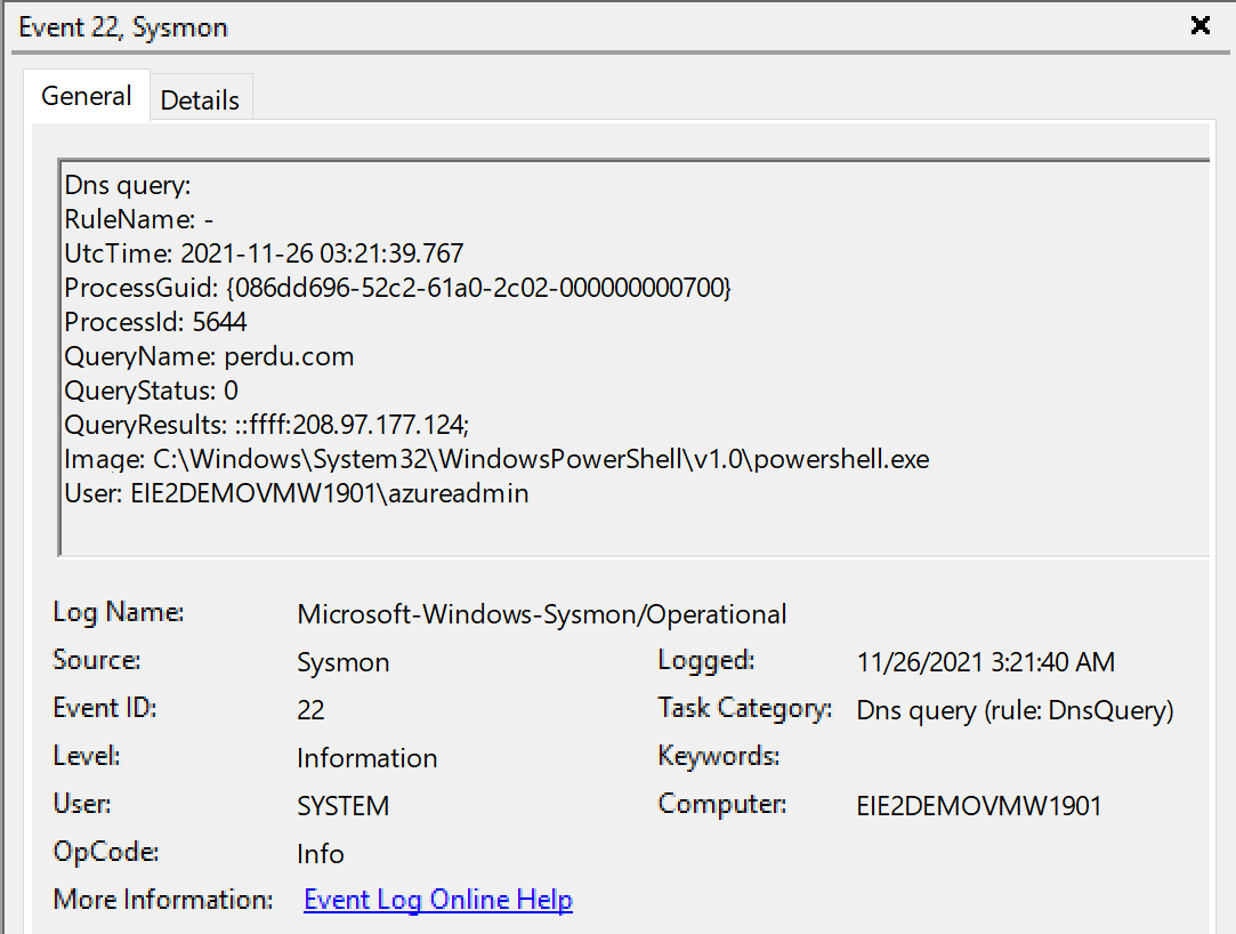 Event 22, Sysmon
General
Details
Dns query:
RuleName: -
UtcTime: 2021-11-26 03:21:39.767
ProcessGuid: {086dd696-52c2-61a0-2c02-000000000700}
ProcessId: 5644
QueryName: perdu.com
QueryStatus: 0
QueryResults: ::ffff:208.97.177.124;
Image: C:\Windows\System32\WindowsPowerShell\v1.0\powershell.exe
User: EIE2DEMOVMW1901\azureadmin
Log Name: Microsoft-Windows-Sysmon/Operational
Source: Sysmon Logged: 11/26/2021 3:21:40 AM
Event ID: 22 Task Category: Dns query (rule: DnsQuery)
Level: Information Keywords:
User: SYSTEM Computer: EIE2DEMOVMW1901
OpCode: Info
More Information: Event Log Online Help